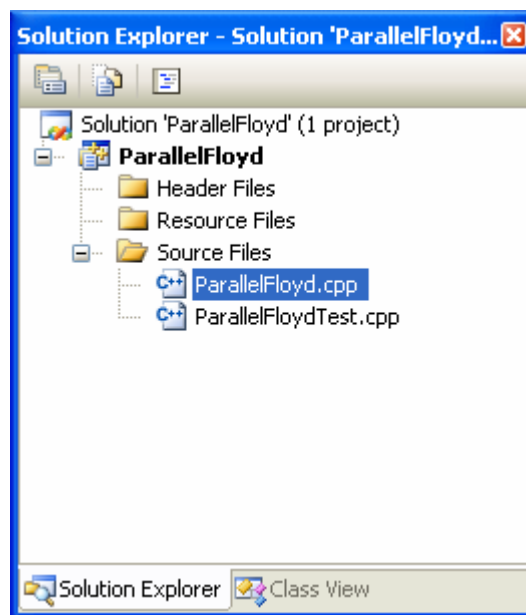 Solution Explorer - Solution 'ParallelFloyd...
Solution 'ParallelFloyd' (1 project)
ParallelFloyd
Header Files
Resource Files
Source Files
C++ ParallelFloyd.cpp
C++ ParallelFloydTest.cpp
Solution Explorer Class View